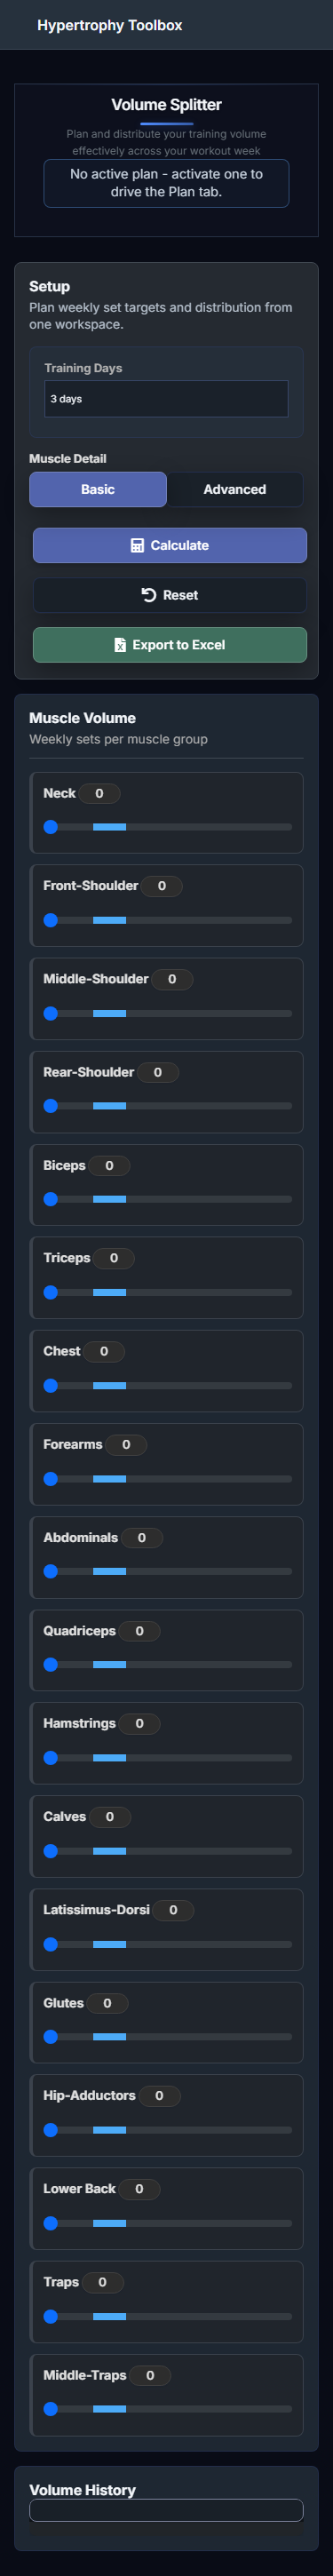 Hypertrophy Toolbox
Volume Splitter
Plan and distribute your training volume
effectively across your workout week
No active plan - activate one to
drive the Plan tab.
Setup
Plan weekly set targets and distribution from
one workspace.
Training Days
3 days
Muscle Detail
Basic
Advanced
Calculate
Reset
Export to Excel
Muscle Volume
Weekly sets per muscle group
Neck 0
Front-Shoulder 0
Middle-Shoulder 0
Rear-Shoulder 0
Biceps 0
Triceps 0
Chest 0
Forearms 0
Abdominals 0
Quadriceps 0
Hamstrings 0
Calves 0
Latissimus-Dorsi 0
Glutes 0
Hip-Adductors 0
Lower Back 0
Traps 0
Middle-Traps 0
Volume History